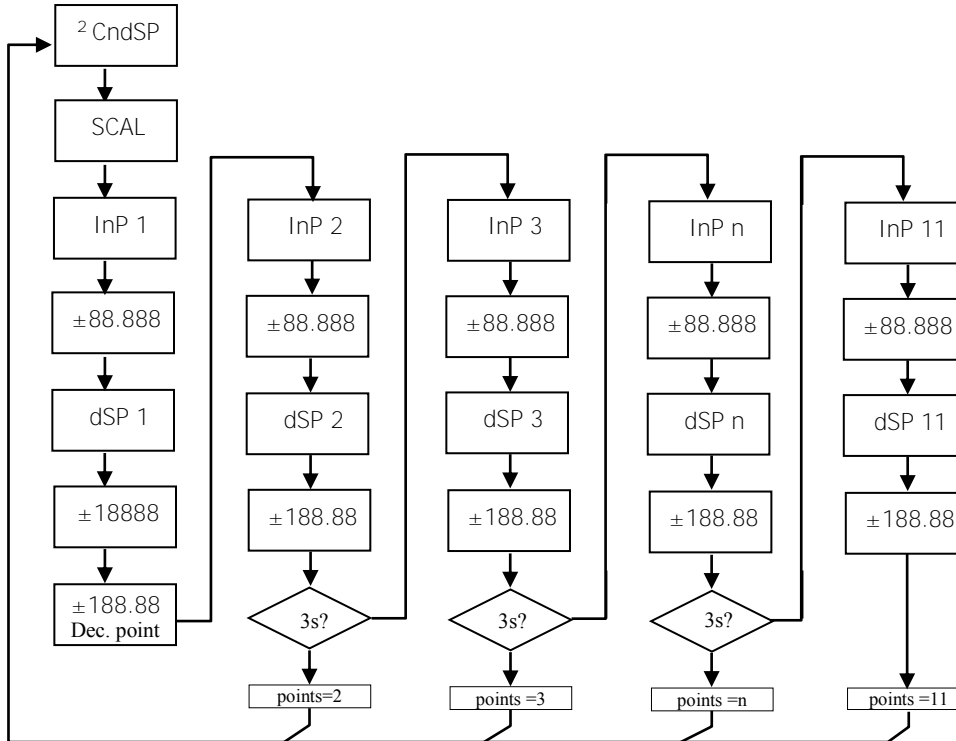 ² CndSP
SCAL
InP 1
±88.888
dSP 1
±18888
±188.88
Dec. point
InP 2
±88.888
dSP 2
±188.88
3s?
points=2
InP 3
±88.888
dSP 3
±188.88
3s?
points =3
InP n
±88.888
dSP n
±188.88
3s?
points =n
InP 11
±88.888
dSP 11
±188.88
points =11